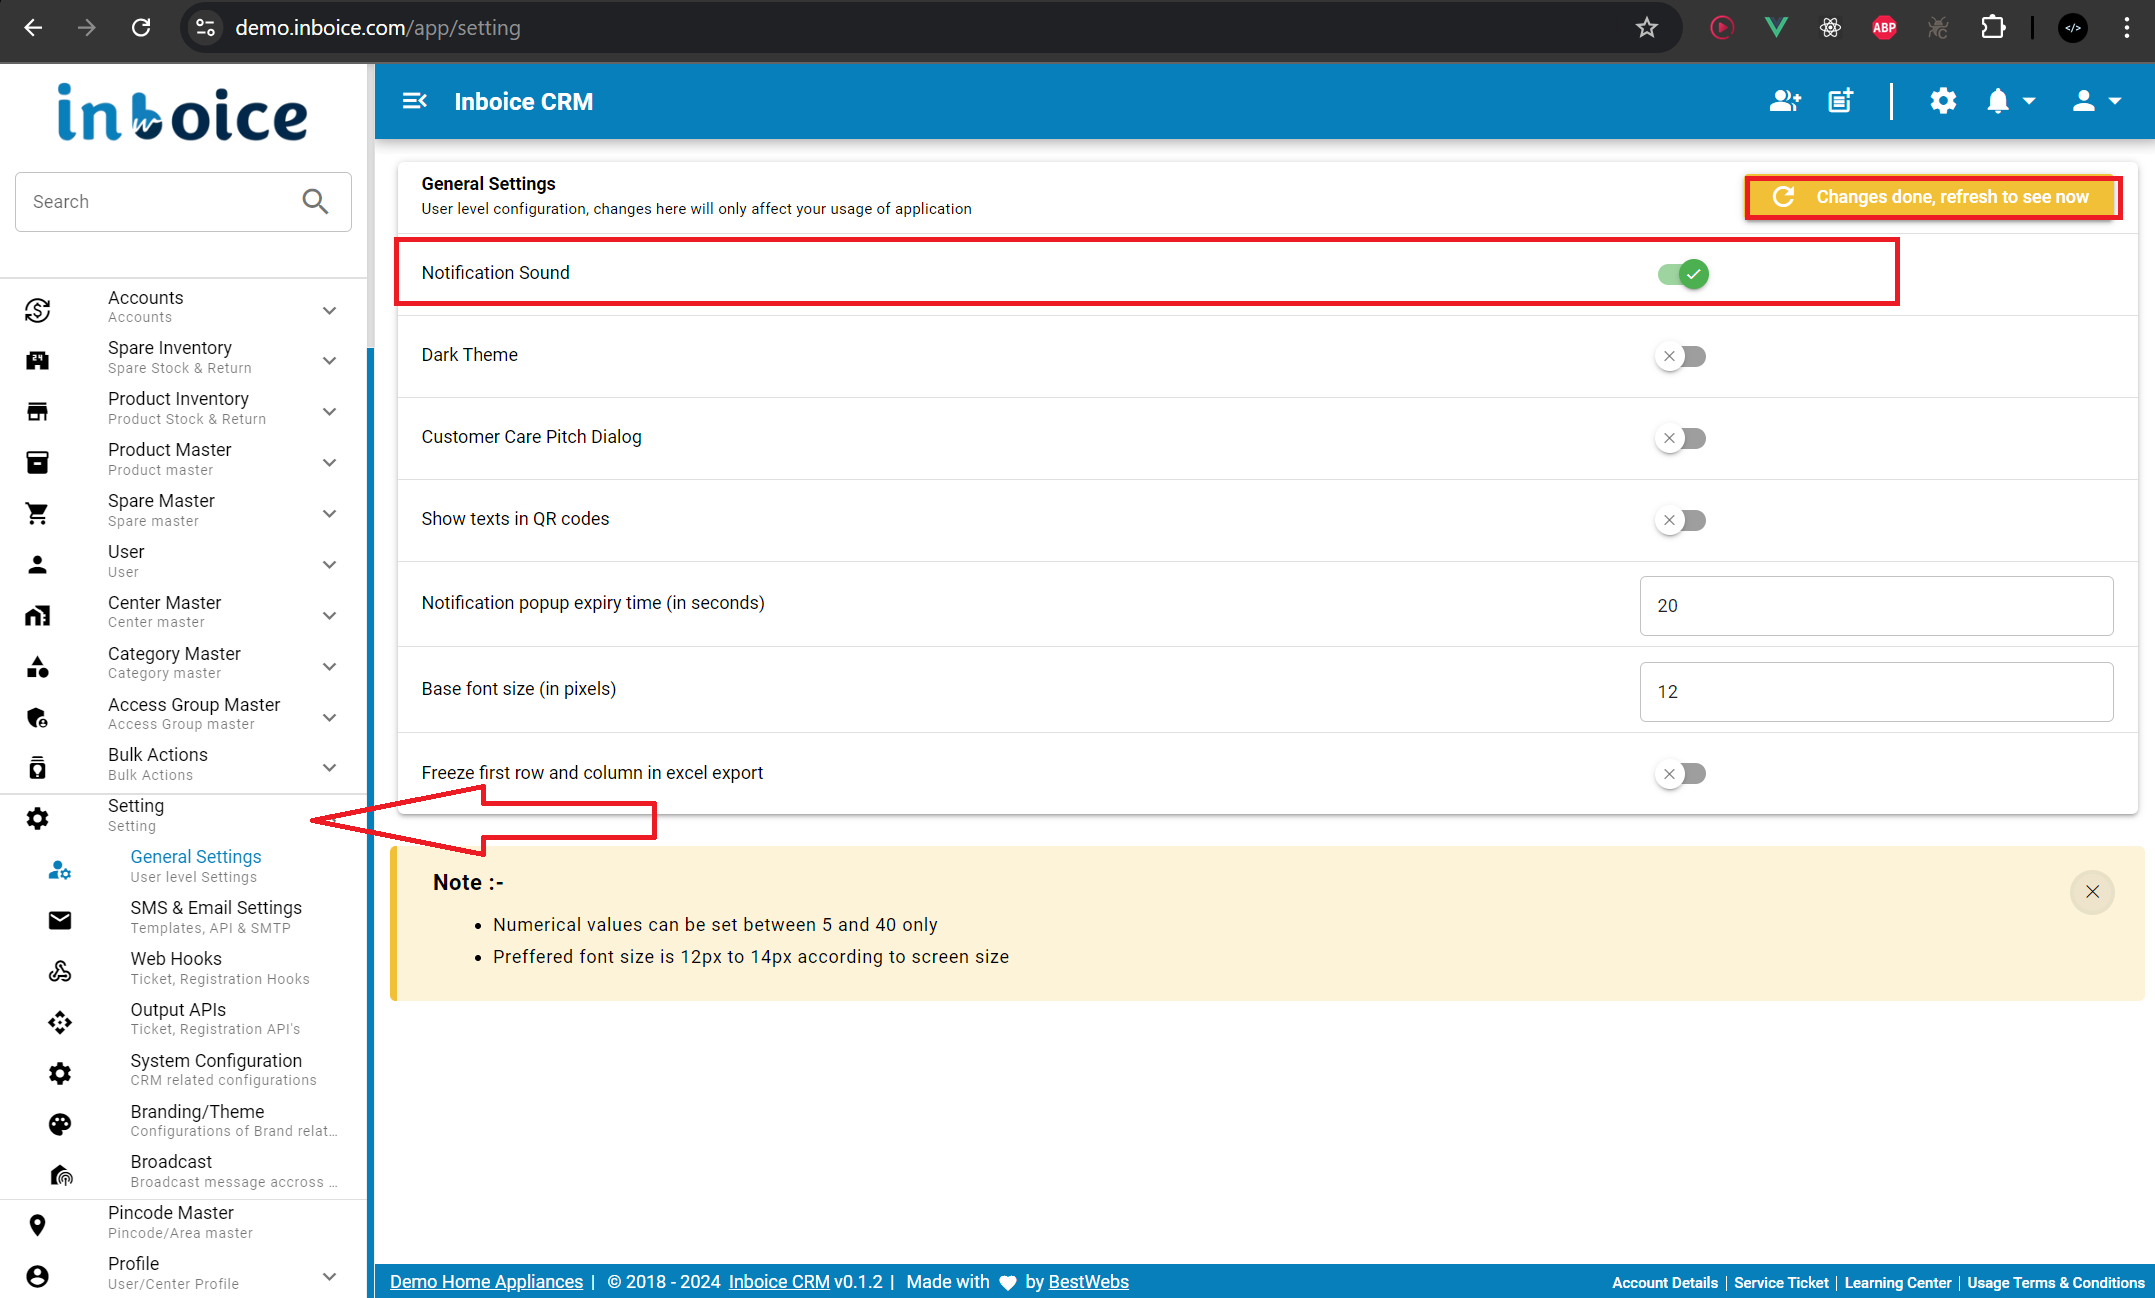 demo.inboice.com/app/setting
ABP
inboice
Inboice CRM
Search
General Settings
User level configuration, changes here will only affect your usage of application
Changes done, refresh to see now
Notification Sound
Dark Theme
Customer Care Pitch Dialog
Show texts in QR codes
Notification popup expiry time (in seconds)
20
Base font size (in pixels)
12
Freeze first row and column in excel export
Note :-
Numerical values can be set between 5 and 40 only
Preffered font size is 12px to 14px according to screen size
Accounts
Accounts
Spare Inventory
Spare Stock & Return
Product Inventory
Product Stock & Return
Product Master
Product master
Spare Master
Spare master
User
User
Center Master
Center master
Category Master
Category master
Access Group Master
Access Group master
Bulk Actions
Bulk Actions
Setting
Setting
General Settings
User level Settings
SMS & Email Settings
Templates, API & SMTP
Web Hooks
Ticket, Registration Hooks
Output APIs
Ticket, Registration API's
System Configuration
CRM related configurations
Branding/Theme
Configurations of Brand relat...
Broadcast
Broadcast message accross ...
Pincode Master
Pincode/Area master
Profile
User/Center Profile
Demo Home Appliances | © 2018 - 2024 Inboice CRM v0.1.2 | Made with ♥ by BestWebs
Account Details | Service Ticket | Learning Center | Usage Terms & Conditions